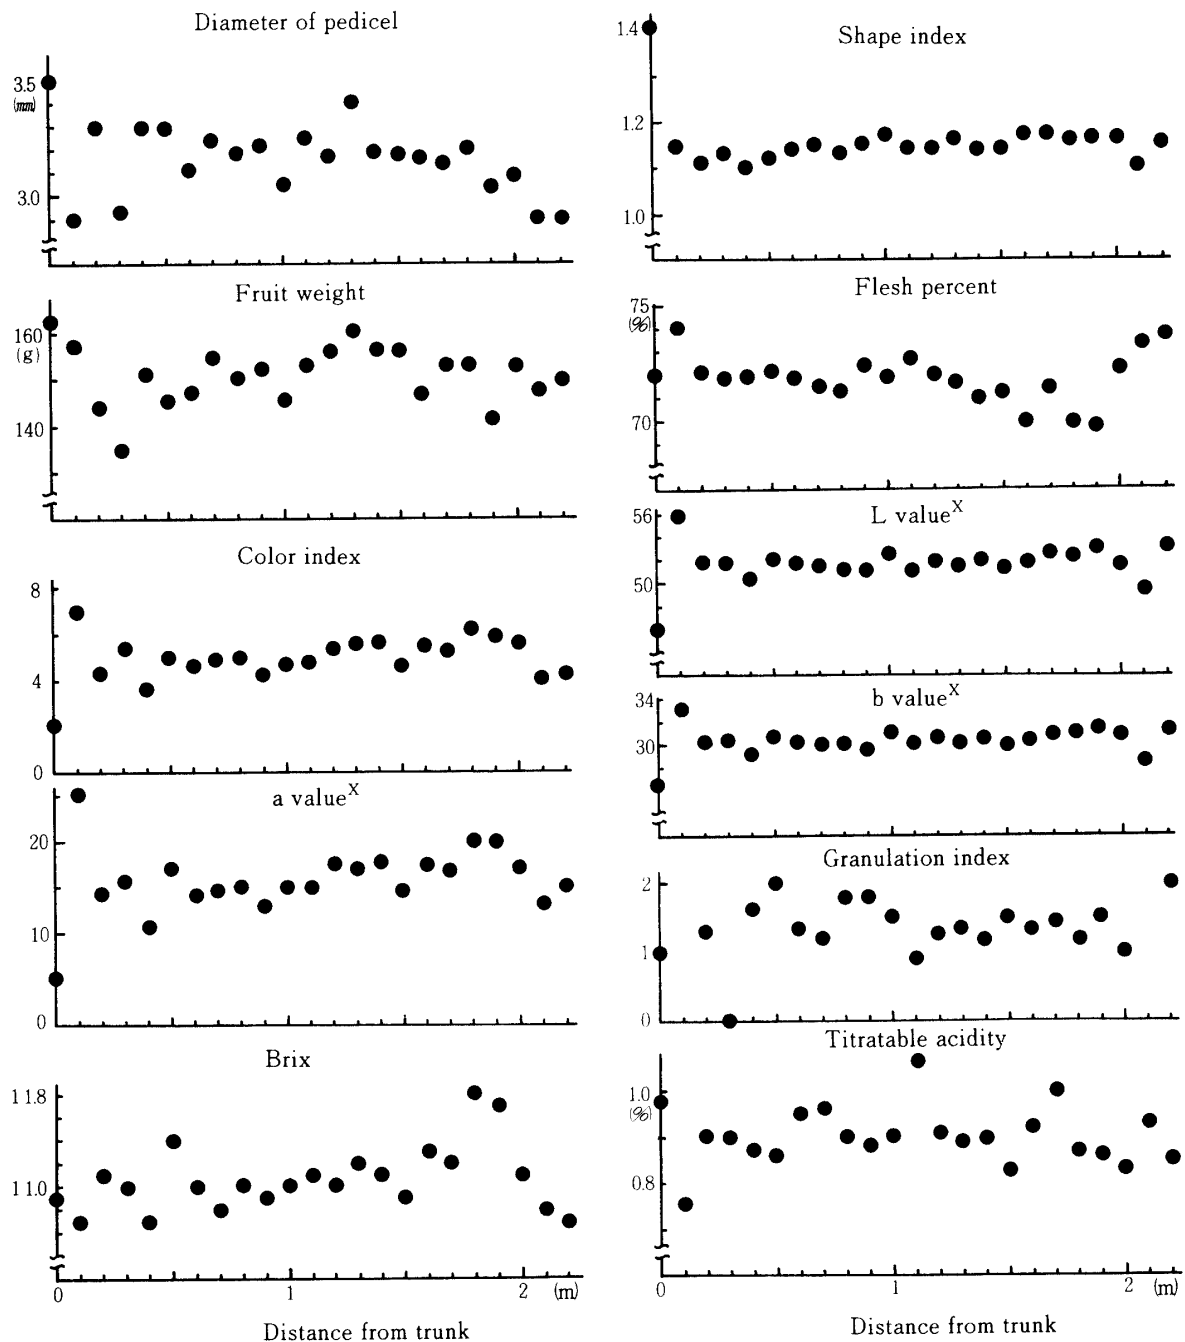 Diameter of pedicel
3.5
(mm)
3.0
Fruit weight
160
(g)
140
Color index
8
4
0
a value X
20
10
0
Brix
11.8
11.0
0 1 2 (m)
Distance from trunk
Shape index
1.4
1.2
1.0
Flesh percent
75
(%)
70
L value X
56
50
b value X
34
30
Granulation index
2
1
0
Titratable acidity
1.0
(%)
0.8
0 1 2 (m)
Distance from trunk